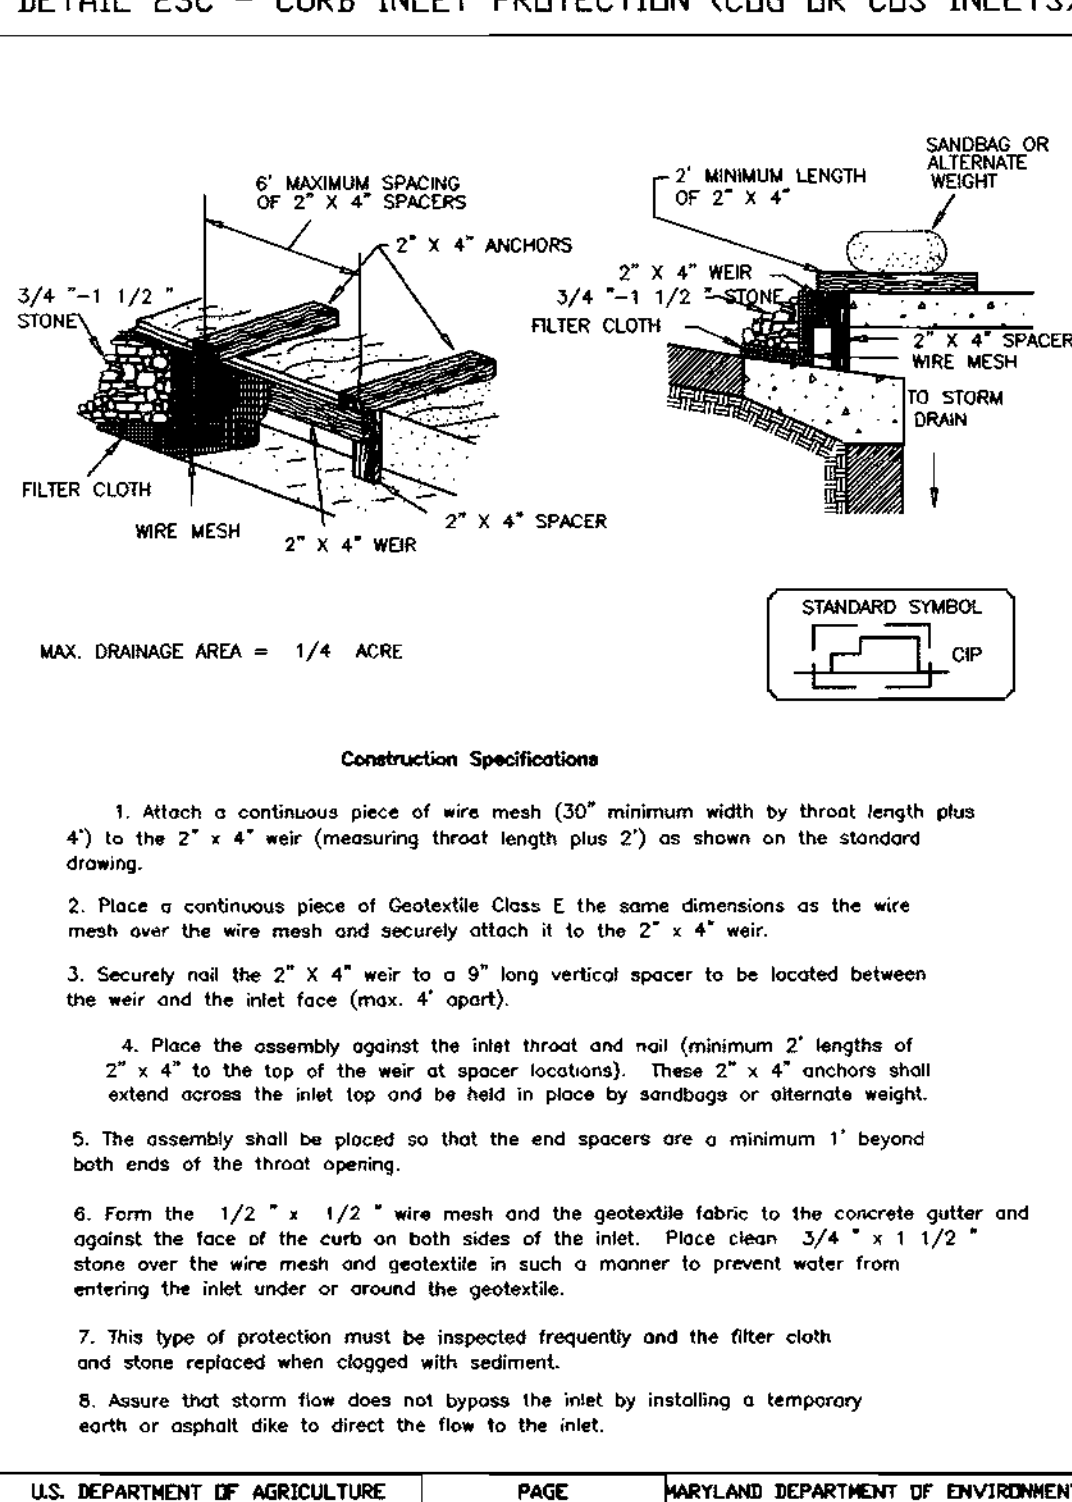 DETAIL 23C - CURB INLET PROTECTION (COG OR COS INLETS)
6' MAXIMUM SPACING
OF 2" X 4" SPACERS
2" X 4" ANCHORS
3/4 "-1 1/2 "
STONE
FILTER CLOTH
WIRE MESH
2" X 4" WEIR
2" X 4" SPACER
SANDBAG OR
ALTERNATE
WEIGHT
2' MINIMUM LENGTH
OF 2" X 4"
2" X 4" WEIR
3/4 "-1 1/2 " STONE
FILTER CLOTH
2" X 4" SPACER
WIRE MESH
TO STORM
DRAIN
STANDARD SYMBOL
CIP
MAX. DRAINAGE AREA = 1/4 ACRE
Construction Specifications
1. Attach a continuous piece of wire mesh (30" minimum width by throat length plus
4') to the 2" x 4" weir (measuring throat length plus 2') as shown on the standard
drawing.
2. Place a continuous piece of Geotextile Class E the same dimensions as the wire
mesh over the wire mesh and securely attach it to the 2" x 4" weir.
3. Securely nail the 2" X 4" weir to a 9" long vertical spacer to be located between
the weir and the inlet face (max. 4' apart).
4. Place the assembly against the inlet throat and nail (minimum 2' lengths of
2" x 4" to the top of the weir at spacer locations). These 2" x 4" anchors shall
extend across the inlet top and be held in place by sandbags or alternate weight.
5. The assembly shall be placed so that the end spacers are a minimum 1' beyond
both ends of the throat opening.
6. Form the 1/2 " x 1/2 " wire mesh and the geotextile fabric to the concrete gutter and
against the face of the curb on both sides of the inlet. Place clean 3/4 " x 1 1/2 "
stone over the wire mesh and geotextile in such a manner to prevent water from
entering the inlet under or around the geotextile.
7. This type of protection must be inspected frequently and the filter cloth
and stone replaced when clogged with sediment.
8. Assure that storm flow does not bypass the inlet by installing a temporary
earth or asphalt dike to direct the flow to the inlet.
U.S. DEPARTMENT OF AGRICULTURE
PAGE
MARYLAND DEPARTMENT OF ENVIRONMENT